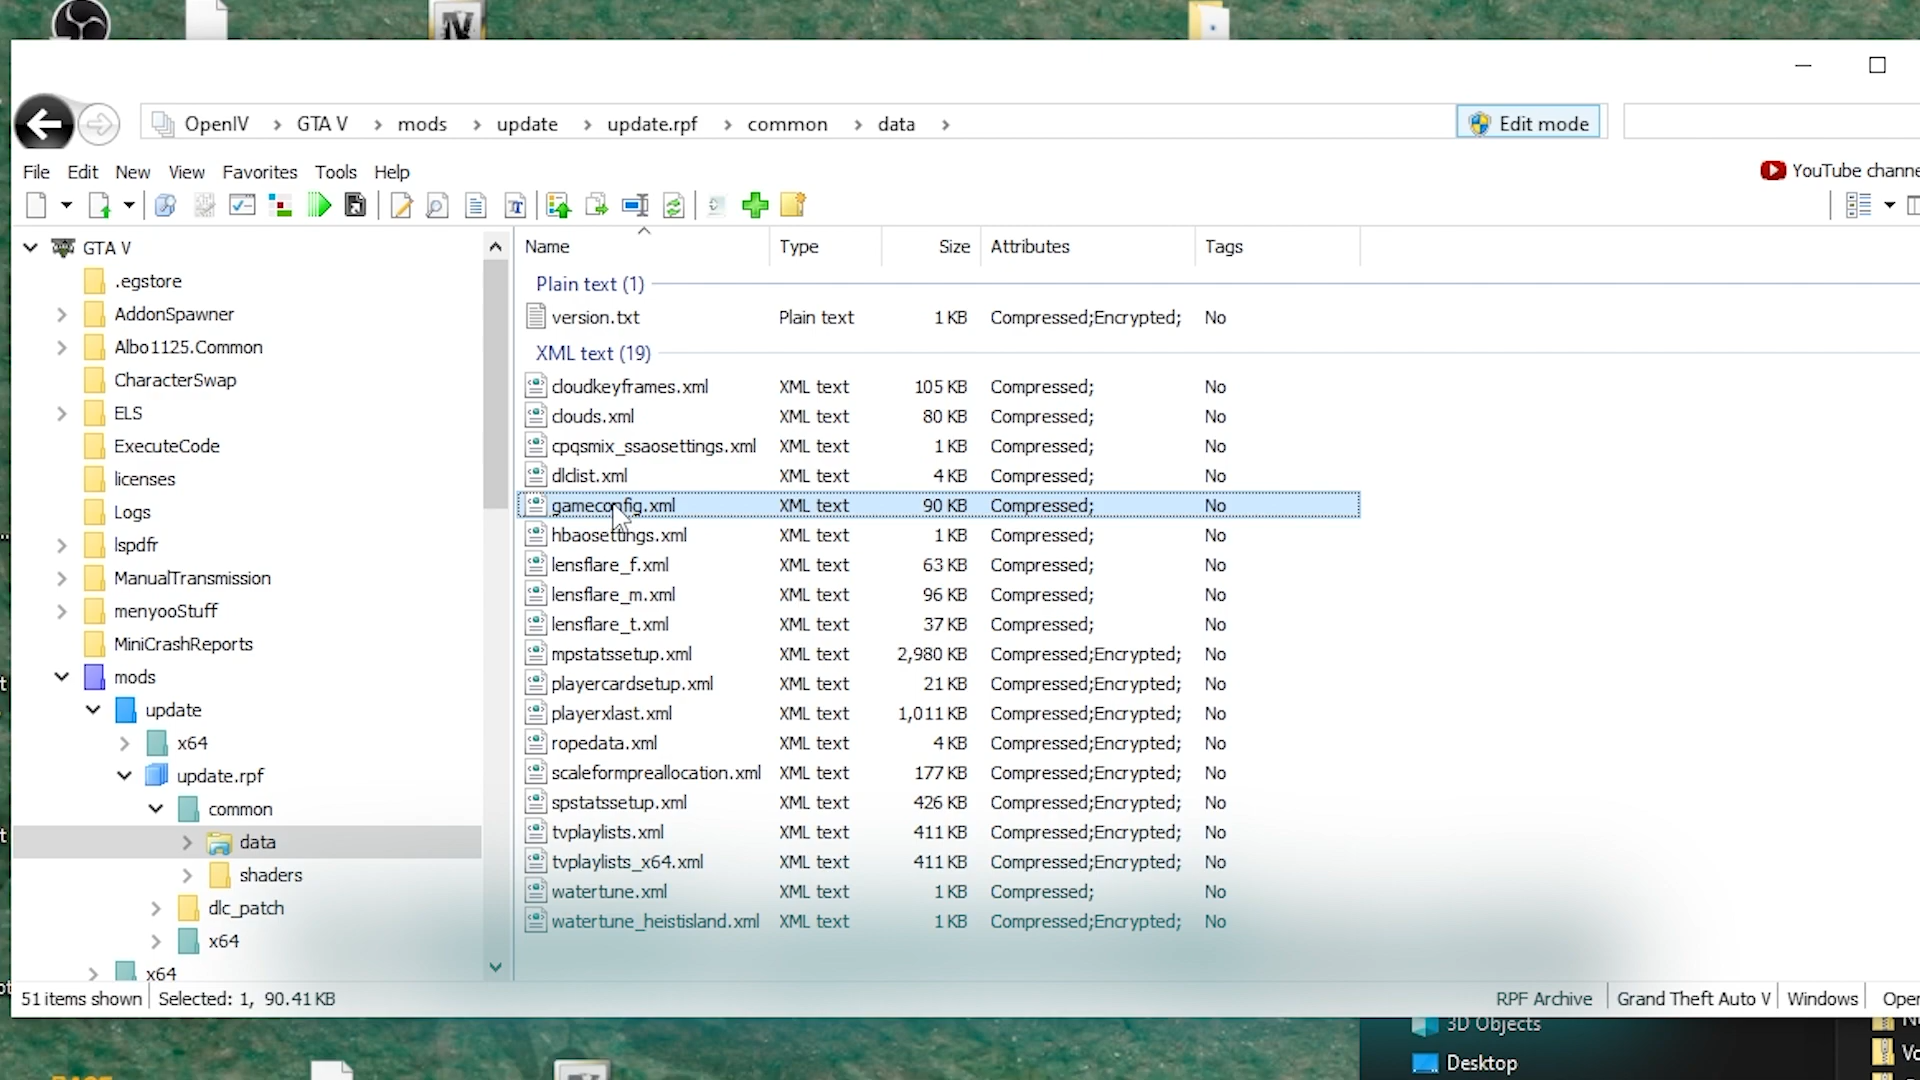 OpenIV > GTA V > mods > update > update.rpf > common > data >
Edit mode
File Edit New View Favorites Tools Help
YouTube channe
GTA V
.egstore
AddonSpawner
Albo1125.Common
CharacterSwap
ELS
ExecuteCode
licenses
Logs
lspdfr
ManualTransmission
menyooStuff
MiniCrashReports
mods
update
x64
update.rpf
common
data
shaders
dlc_patch
x64
x64
Name Type Size Attributes Tags
Plain text (1)
version.txt Plain text 1 KB Compressed;Encrypted; No
XML text (19)
cloudkeyframes.xml XML text 105 KB Compressed; No
clouds.xml XML text 80 KB Compressed; No
cpqsmix_ssaosettings.xml XML text 1 KB Compressed; No
dlclist.xml XML text 4 KB Compressed; No
gameconfig.xml XML text 90 KB Compressed; No
hbaosettings.xml XML text 1 KB Compressed; No
lensflare_f.xml XML text 63 KB Compressed; No
lensflare_m.xml XML text 96 KB Compressed; No
lensflare_t.xml XML text 37 KB Compressed; No
mpstatssetup.xml XML text 2,980 KB Compressed;Encrypted; No
playercardsetup.xml XML text 21 KB Compressed;Encrypted; No
playerxlast.xml XML text 1,011 KB Compressed;Encrypted; No
ropedata.xml XML text 4 KB Compressed;Encrypted; No
scaleformpreallocation.xml XML text 177 KB Compressed;Encrypted; No
spstatssetup.xml XML text 426 KB Compressed;Encrypted; No
tvplaylists.xml XML text 411 KB Compressed;Encrypted; No
tvplaylists_x64.xml XML text 411 KB Compressed;Encrypted; No
watertune.xml XML text 1 KB Compressed; No
watertune_heistisland.xml XML text 1 KB Compressed;Encrypted; No
51 items shown Selected: 1, 90.41 KB RPF Archive Grand Theft Auto V Windows Oper
3D Objects
Desktop